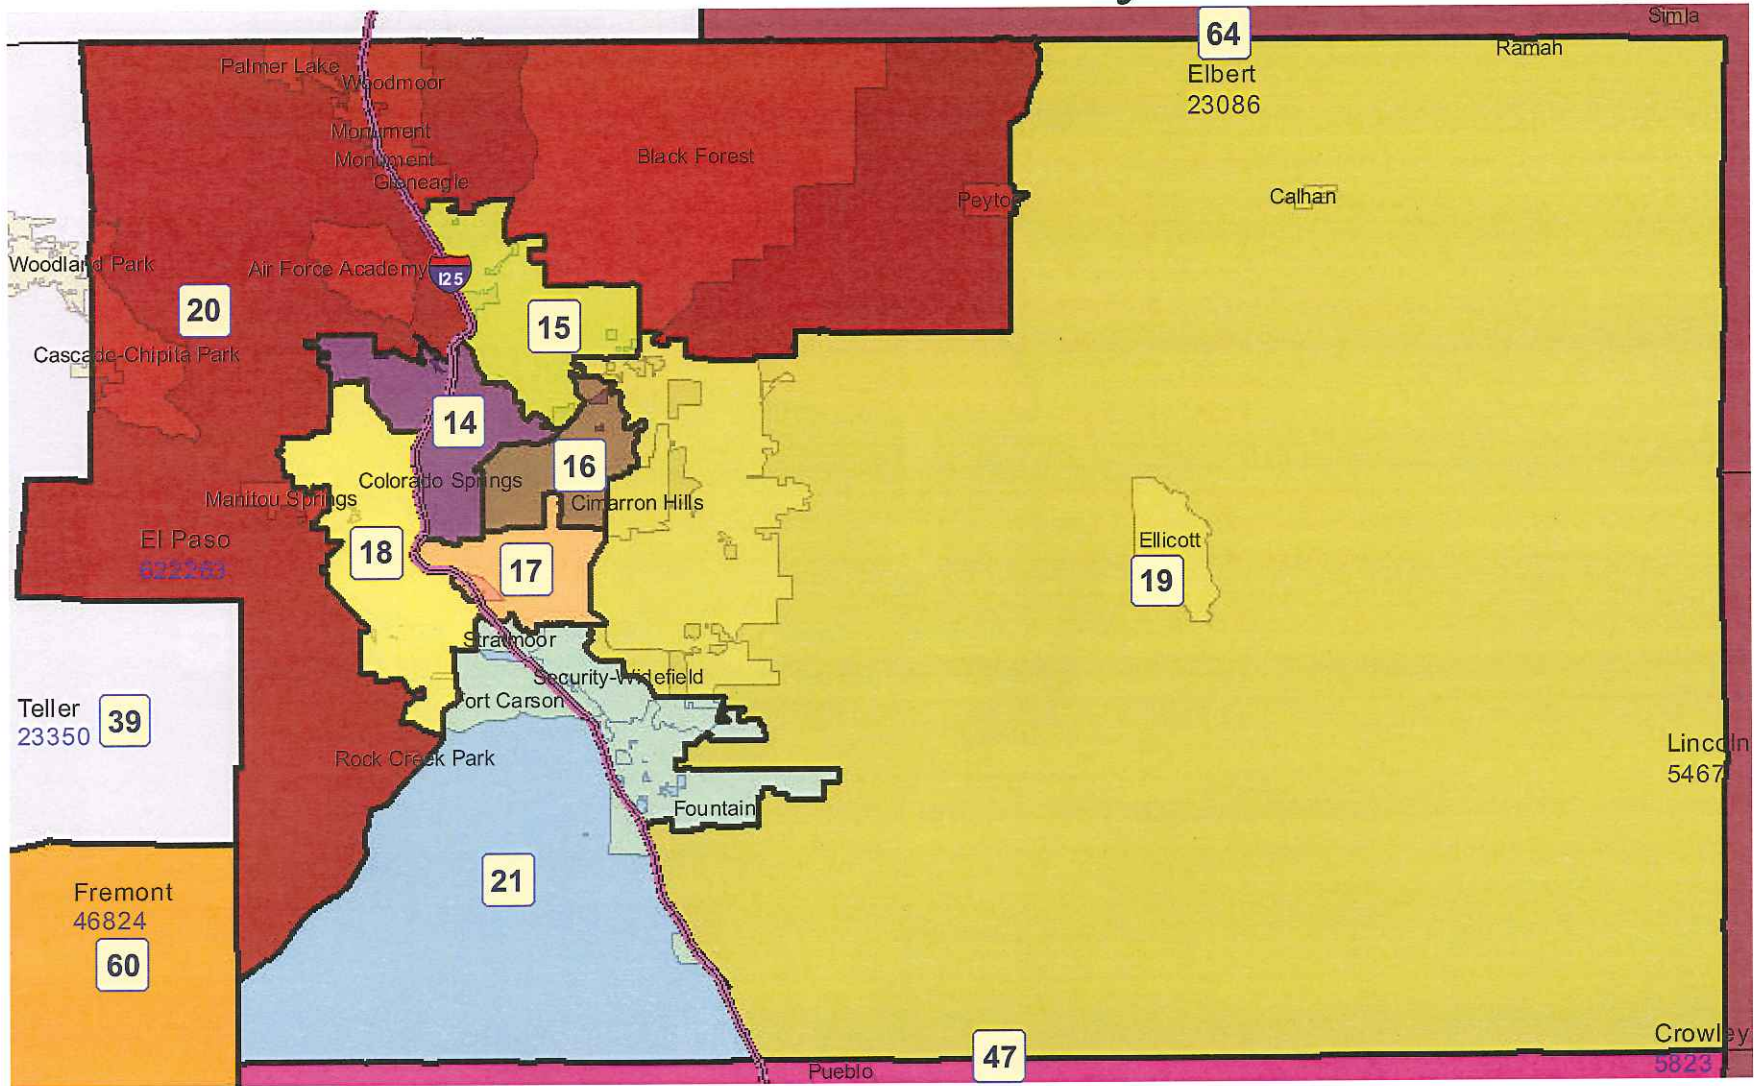 Simla
64
Ramah
Palmer Lake
Woodmoor
Elbert
23086
Monument
Monument
Black Forest
Gleneagle
Peyto
Calhan
Woodland Park
Air Force Academy
I25
20
15
Cascade-Chipita Park
14
16
Colorado Springs
Manitou Springs
Cimarron Hills
El Paso
622263
18
17
Ellicott
19
Stratmoor
Security-Widefield
Fort Carson
Teller
23350
39
Rock Creek Park
Lincoln
5467
Fountain
21
Fremont
46824
60
Crowley
5823
47
Pueblo